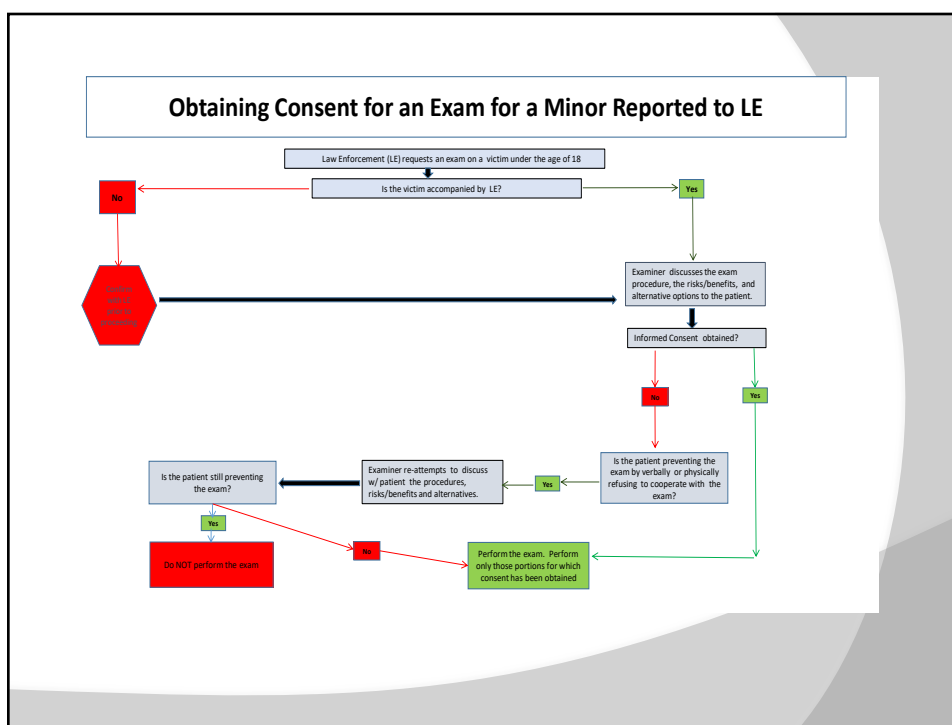 Obtaining Consent for an Exam for a Minor Reported to LE
Law Enforcement (LE) requests an exam on a victim under the age of 18
Is the victim accompanied by LE?
No
Yes
Examiner discusses the exam
procedure, the risks/benefits, and
alternative options to the patient.
Informed Consent obtained?
No
Yes
Is the patient preventing the
exam by verbally or physically
refusing to cooperate with the
exam?
Yes
Examiner re-attempts to discuss
w/ patient the procedures,
risks/benefits and alternatives.
Is the patient still preventing
the exam?
Yes
No
Do NOT perform the exam
Perform the exam. Perform
only those portions for which
consent has been obtained